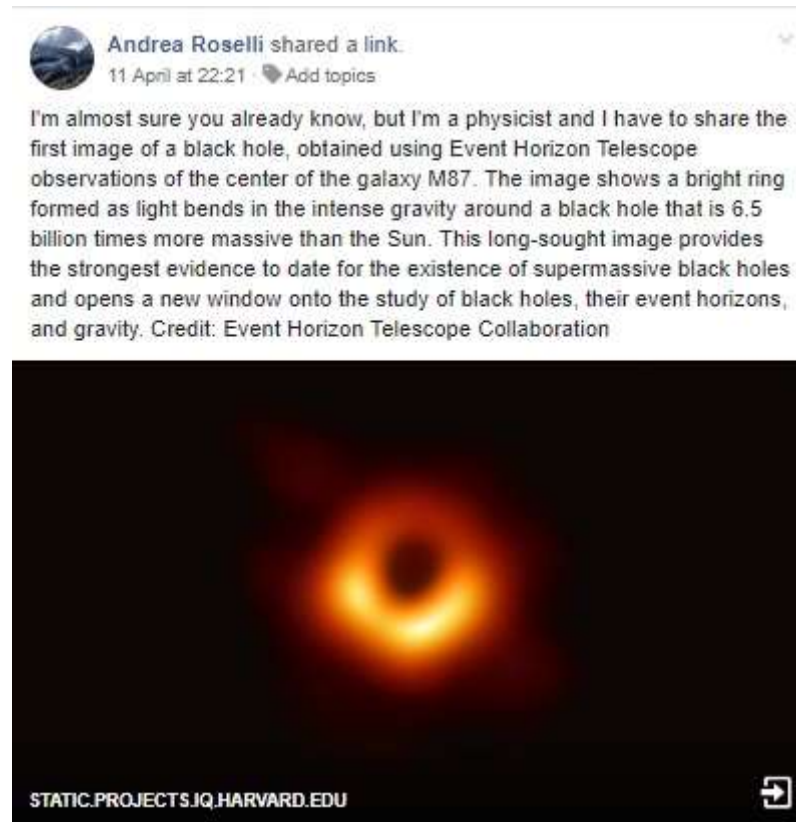 Andrea Roselli shared a link.
11 April at 22:21 · Add topics
I'm almost sure you already know, but I'm a physicist and I have to share the
first image of a black hole, obtained using Event Horizon Telescope
observations of the center of the galaxy M87. The image shows a bright ring
formed as light bends in the intense gravity around a black hole that is 6.5
billion times more massive than the Sun. This long-sought image provides
the strongest evidence to date for the existence of supermassive black holes
and opens a new window onto the study of black holes, their event horizons,
and gravity. Credit: Event Horizon Telescope Collaboration
STATIC.PROJECTS.IQ.HARVARD.EDU